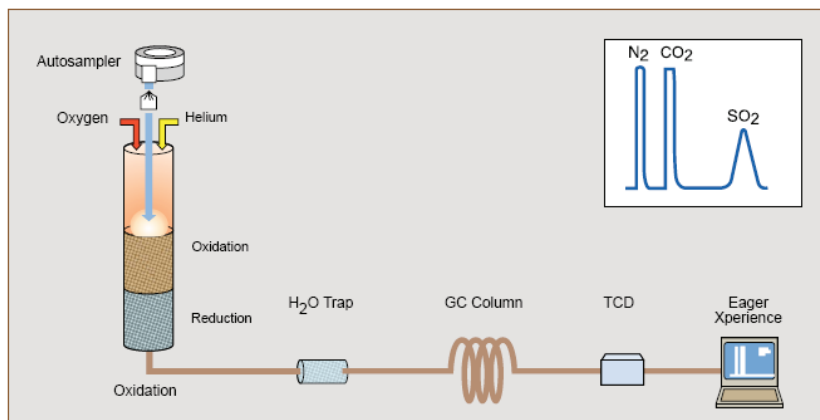 Autosampler
Oxygen
Helium
Oxidation
Reduction
Oxidation
H2O Trap
GC Column
TCD
Eager
Xperience
N2
CO2
SO2